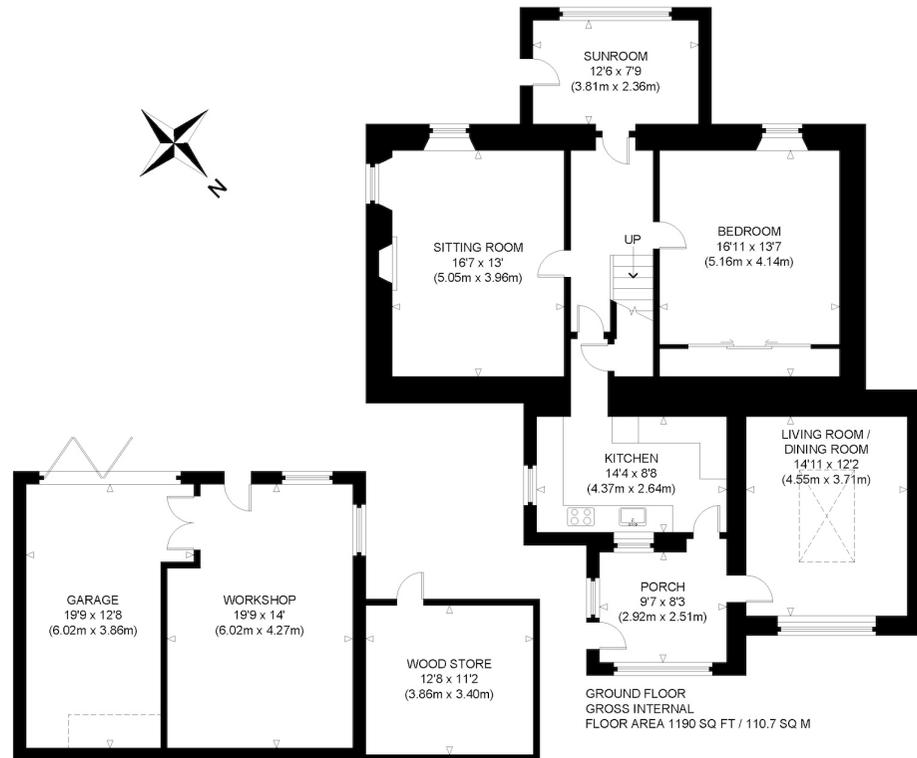 SUNROOM
12'6 x 7'9
(3.81m x 2.36m)
N
SITTING ROOM
16'7 x 13'
(5.05m x 3.96m)
UP
BEDROOM
16'11 x 13'7
(5.16m x 4.14m)
KITCHEN
14'4 x 8'8
(4.37m x 2.64m)
LIVING ROOM /
DINING ROOM
14'11 x 12'2
(4.55m x 3.71m)
GARAGE
19'9 x 12'8
(6.02m x 3.86m)
WORKSHOP
19'9 x 14'
(6.02m x 4.27m)
WOOD STORE
12'8 x 11'2
(3.86m x 3.40m)
PORCH
9'7 x 8'3
(2.92m x 2.51m)
GROUND FLOOR
GROSS INTERNAL
FLOOR AREA 1190 SQ FT / 110.7 SQ M